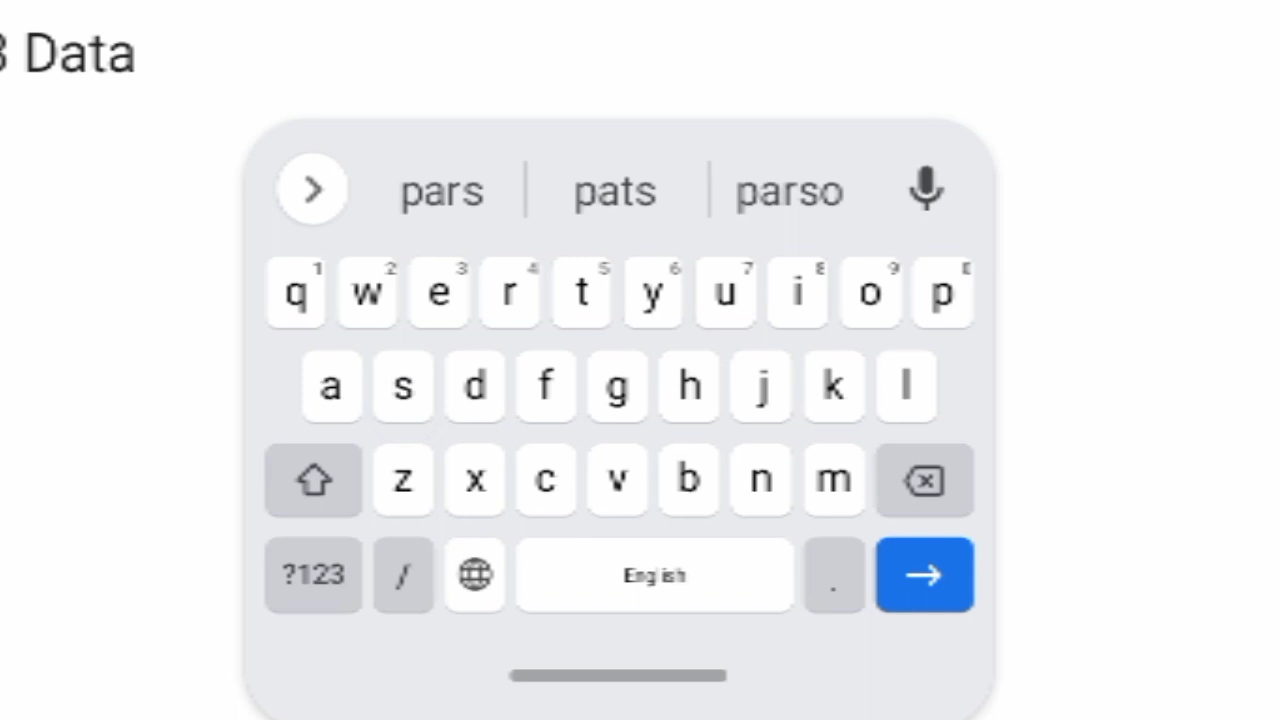 Data
pars pats parso
1 2 3 4 5 6 7 8 9
q w e r t y u i o p
a s d f g h j k l
z x c v b n m
?123 / English .